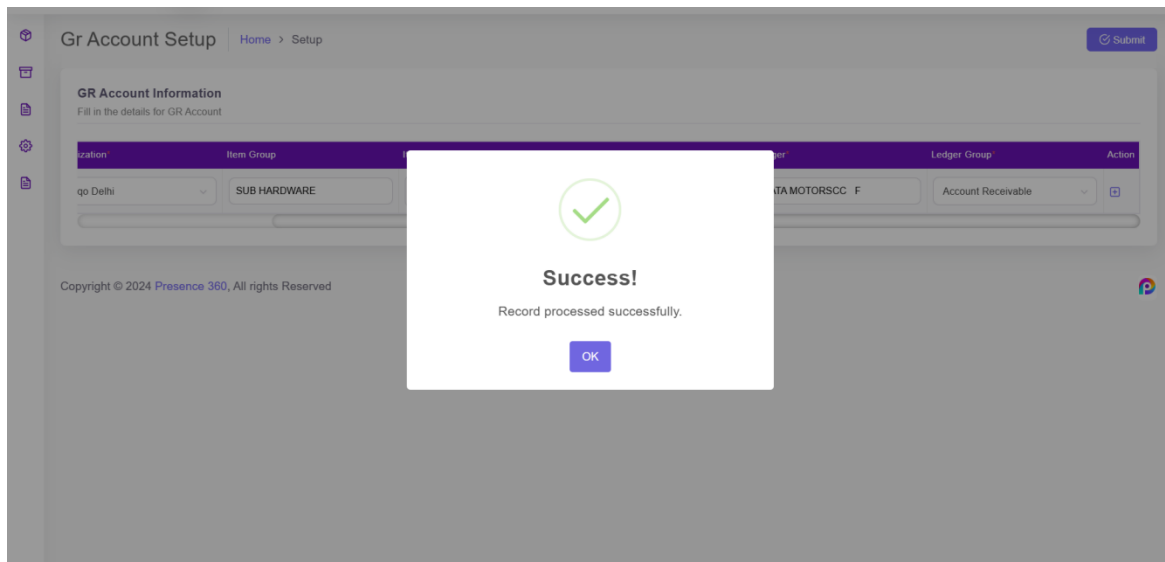 Gr Account Setup Home > Setup Submit
GR Account Information
Fill in the details for GR Account
ization* Item Group ger* Ledger Group* Action
qo Delhi SUB HARDWARE ATA MOTORSCC F Account Receivable
Success!
Record processed successfully.
OK
Copyright © 2024 Presence 360, All rights Reserved